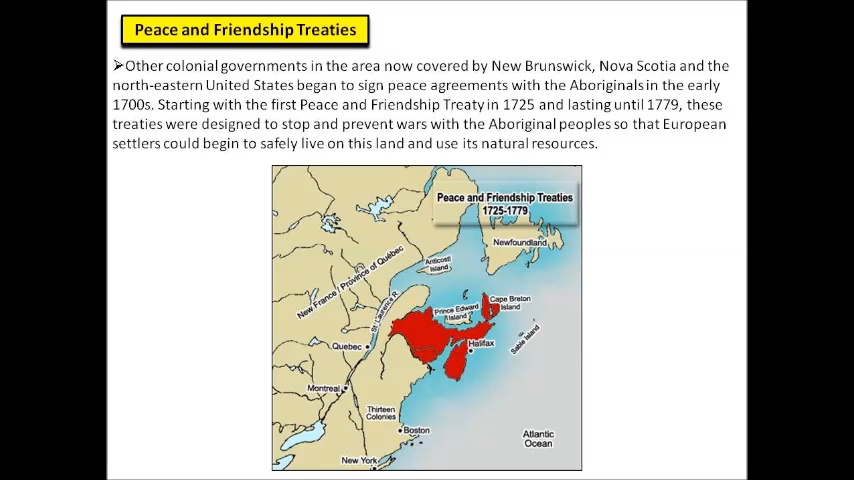 Peace and Friendship Treaties
➢Other colonial governments in the area now covered by New Brunswick, Nova Scotia and the
north-eastern United States began to sign peace agreements with the Aboriginals in the early
1700s. Starting with the first Peace and Friendship Treaty in 1725 and lasting until 1779, these
treaties were designed to stop and prevent wars with the Aboriginal peoples so that European
settlers could begin to safely live on this land and use its natural resources.
Peace and Friendship Treaties
1725-1779
Newfoundland
Anticosti
Island
New France / Province of Québec
St. Laurence R.
Prince Edward
Island
Cape Breton
Island
Sable Island
Halifax
Quebec
Montreal
Thirteen
Colonies
Boston
Atlantic
Ocean
New York